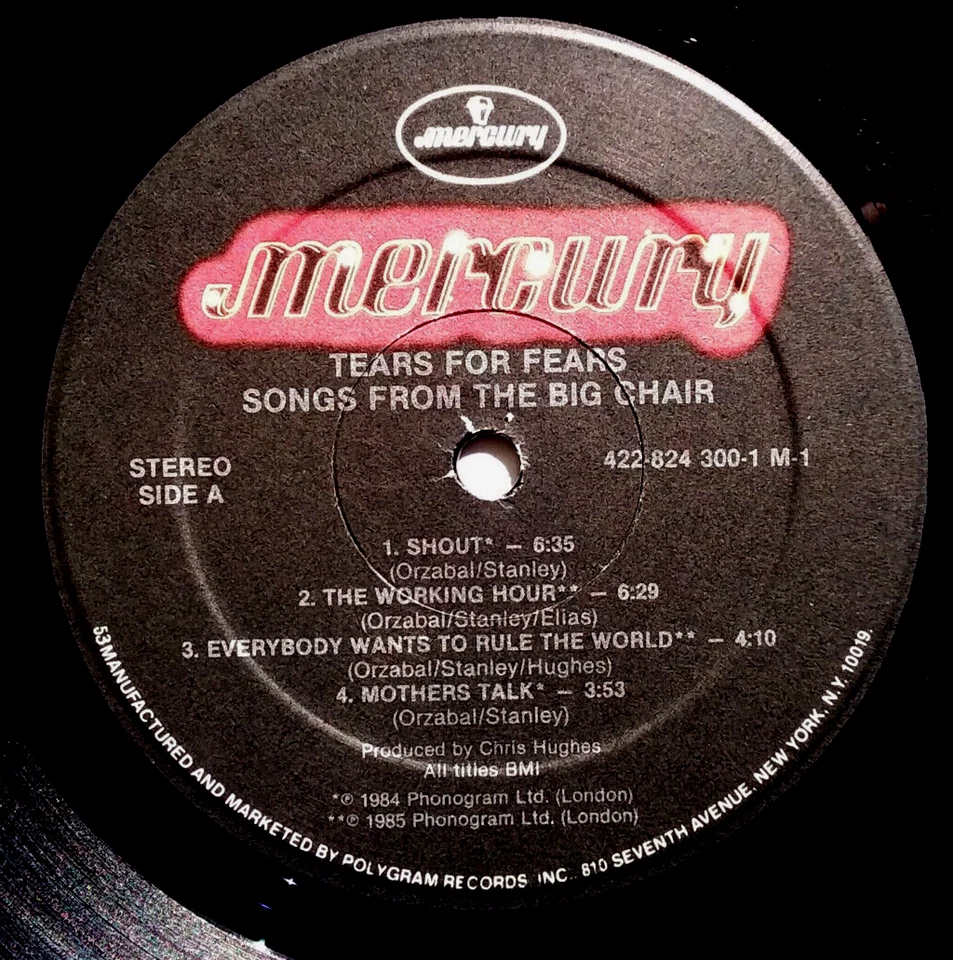 mercury
mercury
TEARS FOR FEARS
SONGS FROM THE BIG CHAIR
STEREO
SIDE A
422-824 300-1 M-1
1. SHOUT* – 6:35
(Orzabal/Stanley)
2. THE WORKING HOUR** – 6:29
(Orzabal/Stanley/Elias)
3. EVERYBODY WANTS TO RULE THE WORLD** – 4:10
(Orzabal/Stanley/Hughes)
4. MOTHERS TALK* – 3:53
(Orzabal/Stanley)
Produced by Chris Hughes
All titles BMI
*℗ 1984 Phonogram Ltd. (London)
**℗ 1985 Phonogram Ltd. (London)
53MANUFACTURED AND MARKETED BY POLYGRAM RECORDS, INC., 810 SEVENTH AVENUE, NEW YORK, N.Y. 10019.